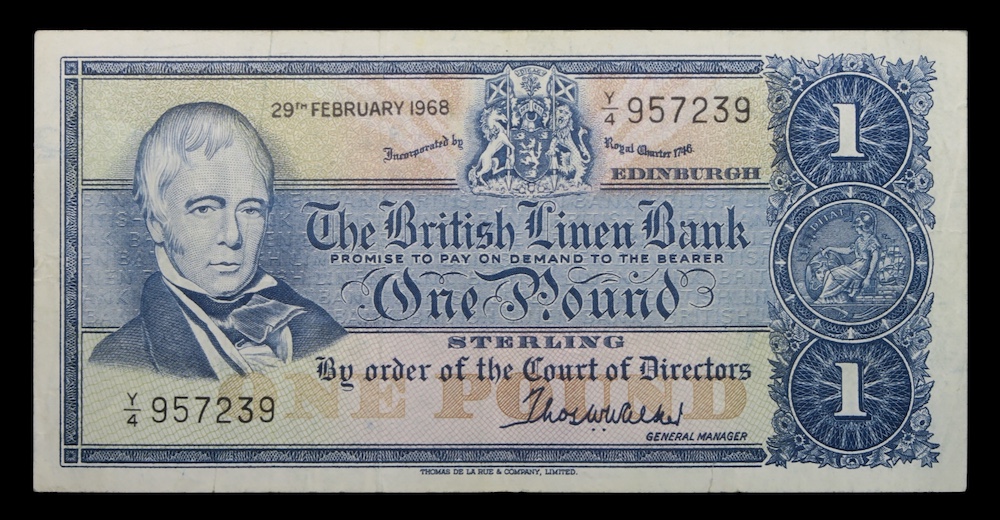 29TH FEBRUARY 1968
Y/4 957239
Incorporated by Royal Charter 1746.
EDINBURGH
1
The British Linen Bank
PROMISE TO PAY ON DEMAND TO THE BEARER
One Pound
STERLING
By order of the Court of Directors
ONE POUND
Y/4 957239
Thos W Walker
GENERAL MANAGER
1
THOMAS DE LA RUE & COMPANY, LIMITED.